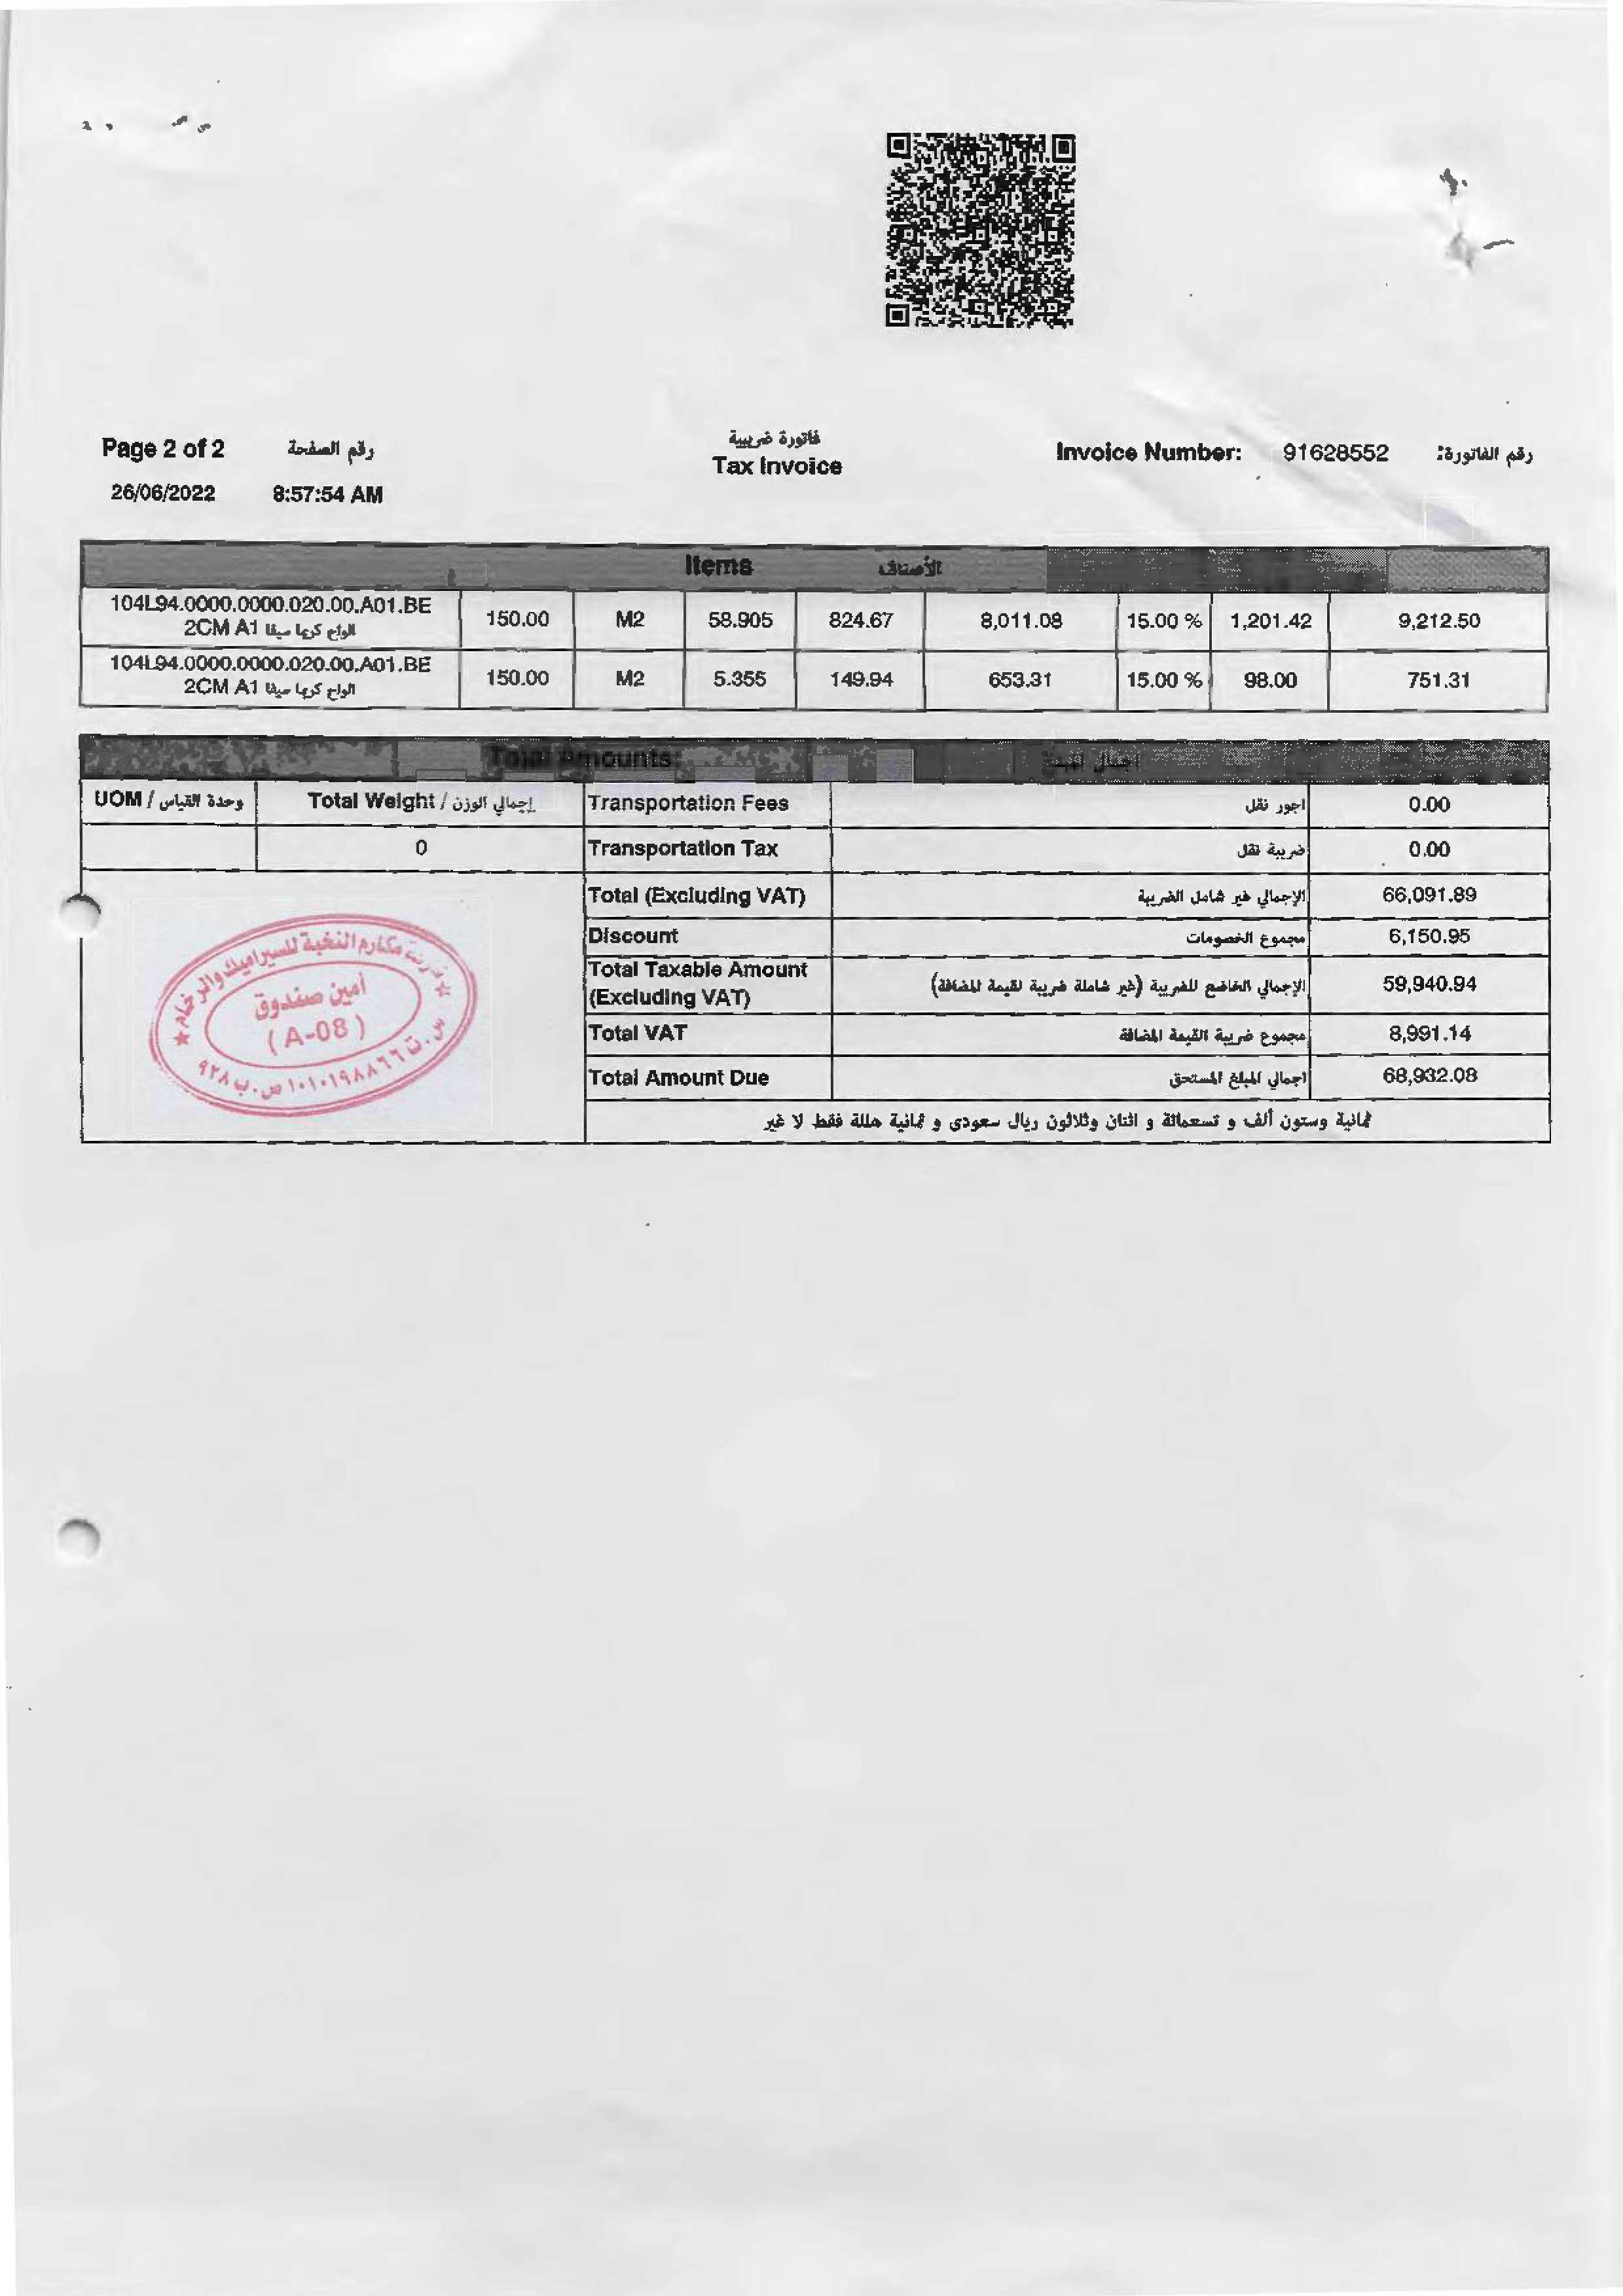 Page 2 of 2 رقم الصفحة
26/06/2022 8:57:54 AM
فاتورة ضريبية
Tax Invoice
Invoice Number: 91628552 رقم الفاتورة:
Items الأصناف
104L94.0000.0000.020.00.A01.BE
الواح كريما سيفا 2CM A1
150.00 M2 58.905 824.67 8,011.08 15.00 % 1,201.42 9,212.50
104L94.0000.0000.020.00.A01.BE
الواح كريما سيفا 2CM A1
150.00 M2 5.355 149.94 653.31 15.00 % 98.00 751.31
Total Amounts: اجمالي المبلغ
UOM / وحدة القياس Total Weight / إجمالي الوزن
0
Transportation Fees اجور نقل 0.00
Transportation Tax ضريبة نقل 0.00
Total (Excluding VAT) الإجمالي غير شامل الضريبة 66,091.89
Discount مجموع الخصومات 6,150.95
Total Taxable Amount
(Excluding VAT) الإجمالي الخاضع للضريبة (غير شاملة ضريبة لقيمة المضافة) 59,940.94
Total VAT مجموع ضريبة القيمة المضافة 8,991.14
Total Amount Due اجمالي المبلغ المستحق 68,932.08
ثمانية وستون ألف و تسعمائة و اثنان وثلاثون ريال سعودى و ثمانية هللة فقط لا غير
شركة مكارم النخبة للسيراميك والرخام
أمين صندوق
( A-08 )
س.ت ١٠١٠١٩٨٨٦٦ ص.ب ٩٢٨